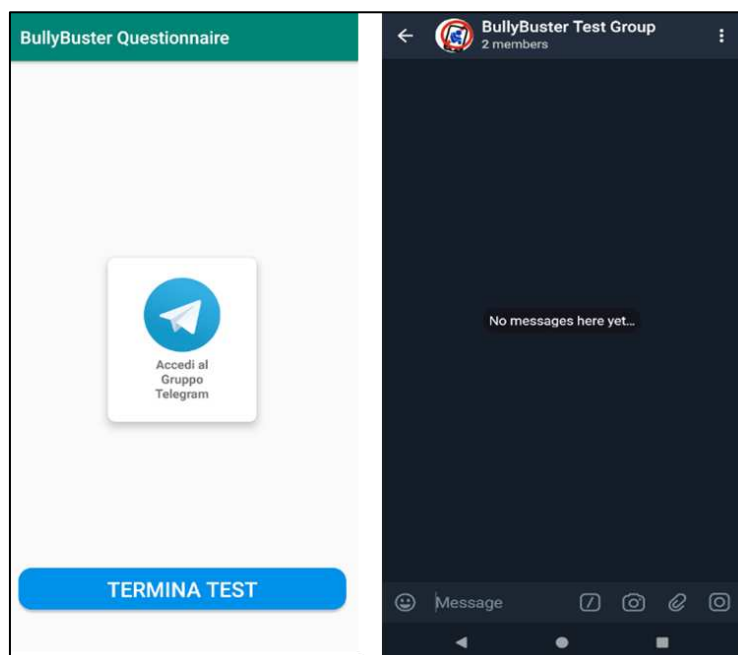 BullyBuster Questionnaire
Accedi al
Gruppo
Telegram
TERMINA TEST
BullyBuster Test Group
2 members
No messages here yet...
Message